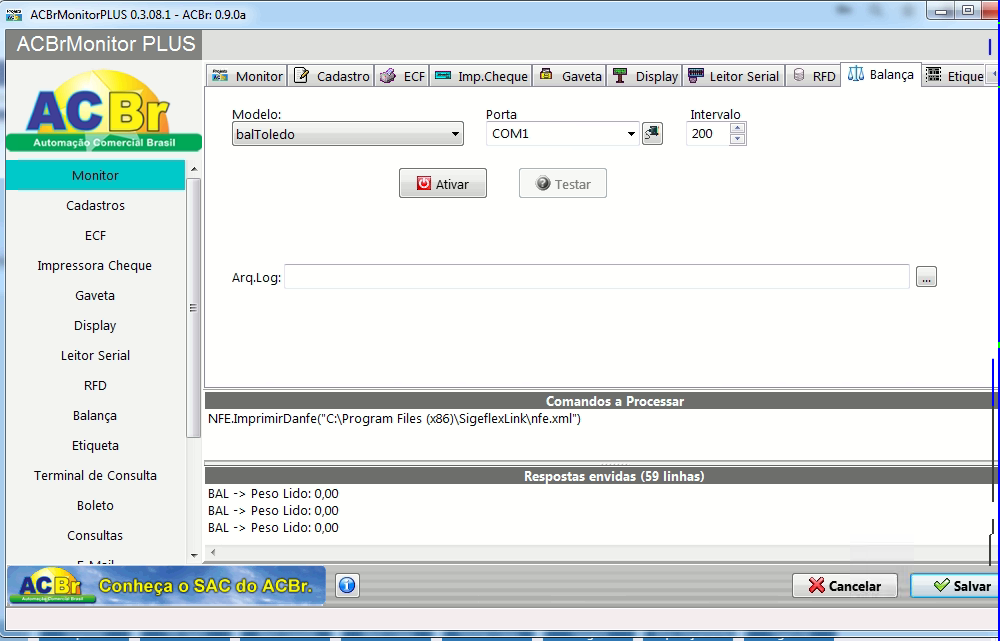 ACBrMonitorPLUS 0.3.08.1 - ACBr: 0.9.0a
ACBrMonitor PLUS
Monitor Cadastro ECF Imp.Cheque Gaveta Display Leitor Serial RFD Balança Etique
ACBr
Automação Comercial Brasil
Modelo: Porta Intervalo
balToledo COM1 200
Ativar Testar
Arq.Log: ...
Monitor
Cadastros
ECF
Impressora Cheque
Gaveta
Display
Leitor Serial
RFD
Balança
Etiqueta
Terminal de Consulta
Boleto
Consultas
E-Mail
Comandos a Processar
NFE.ImprimirDanfe("C:\Program Files (x86)\SigeflexLink\nfe.xml")
Respostas envidas (59 linhas)
BAL -> Peso Lido: 0,00
BAL -> Peso Lido: 0,00
BAL -> Peso Lido: 0,00
ACBr Conheça o SAC do ACBr.
Automação Comercial Brasil
Cancelar Salvar